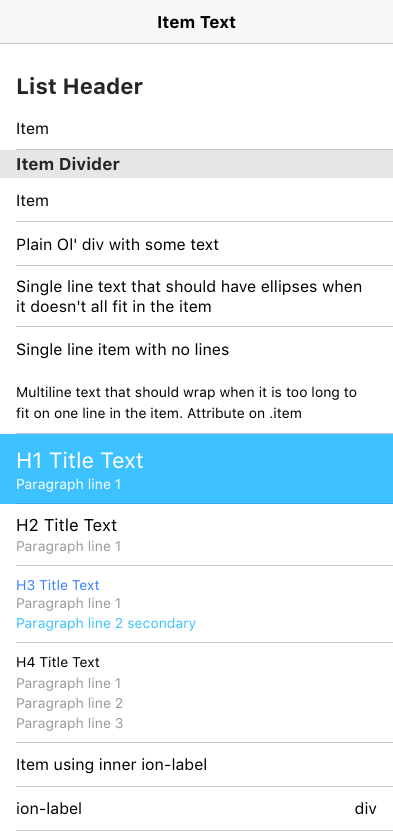 Item Text
List Header
Item
Item Divider
Item
Plain Ol' div with some text
Single line text that should have ellipses when
it doesn't all fit in the item
Single line item with no lines
Multiline text that should wrap when it is too long to
fit on one line in the item. Attribute on .item
H1 Title Text
Paragraph line 1
H2 Title Text
Paragraph line 1
H3 Title Text
Paragraph line 1
Paragraph line 2 secondary
H4 Title Text
Paragraph line 1
Paragraph line 2
Paragraph line 3
Item using inner ion-label
ion-label div